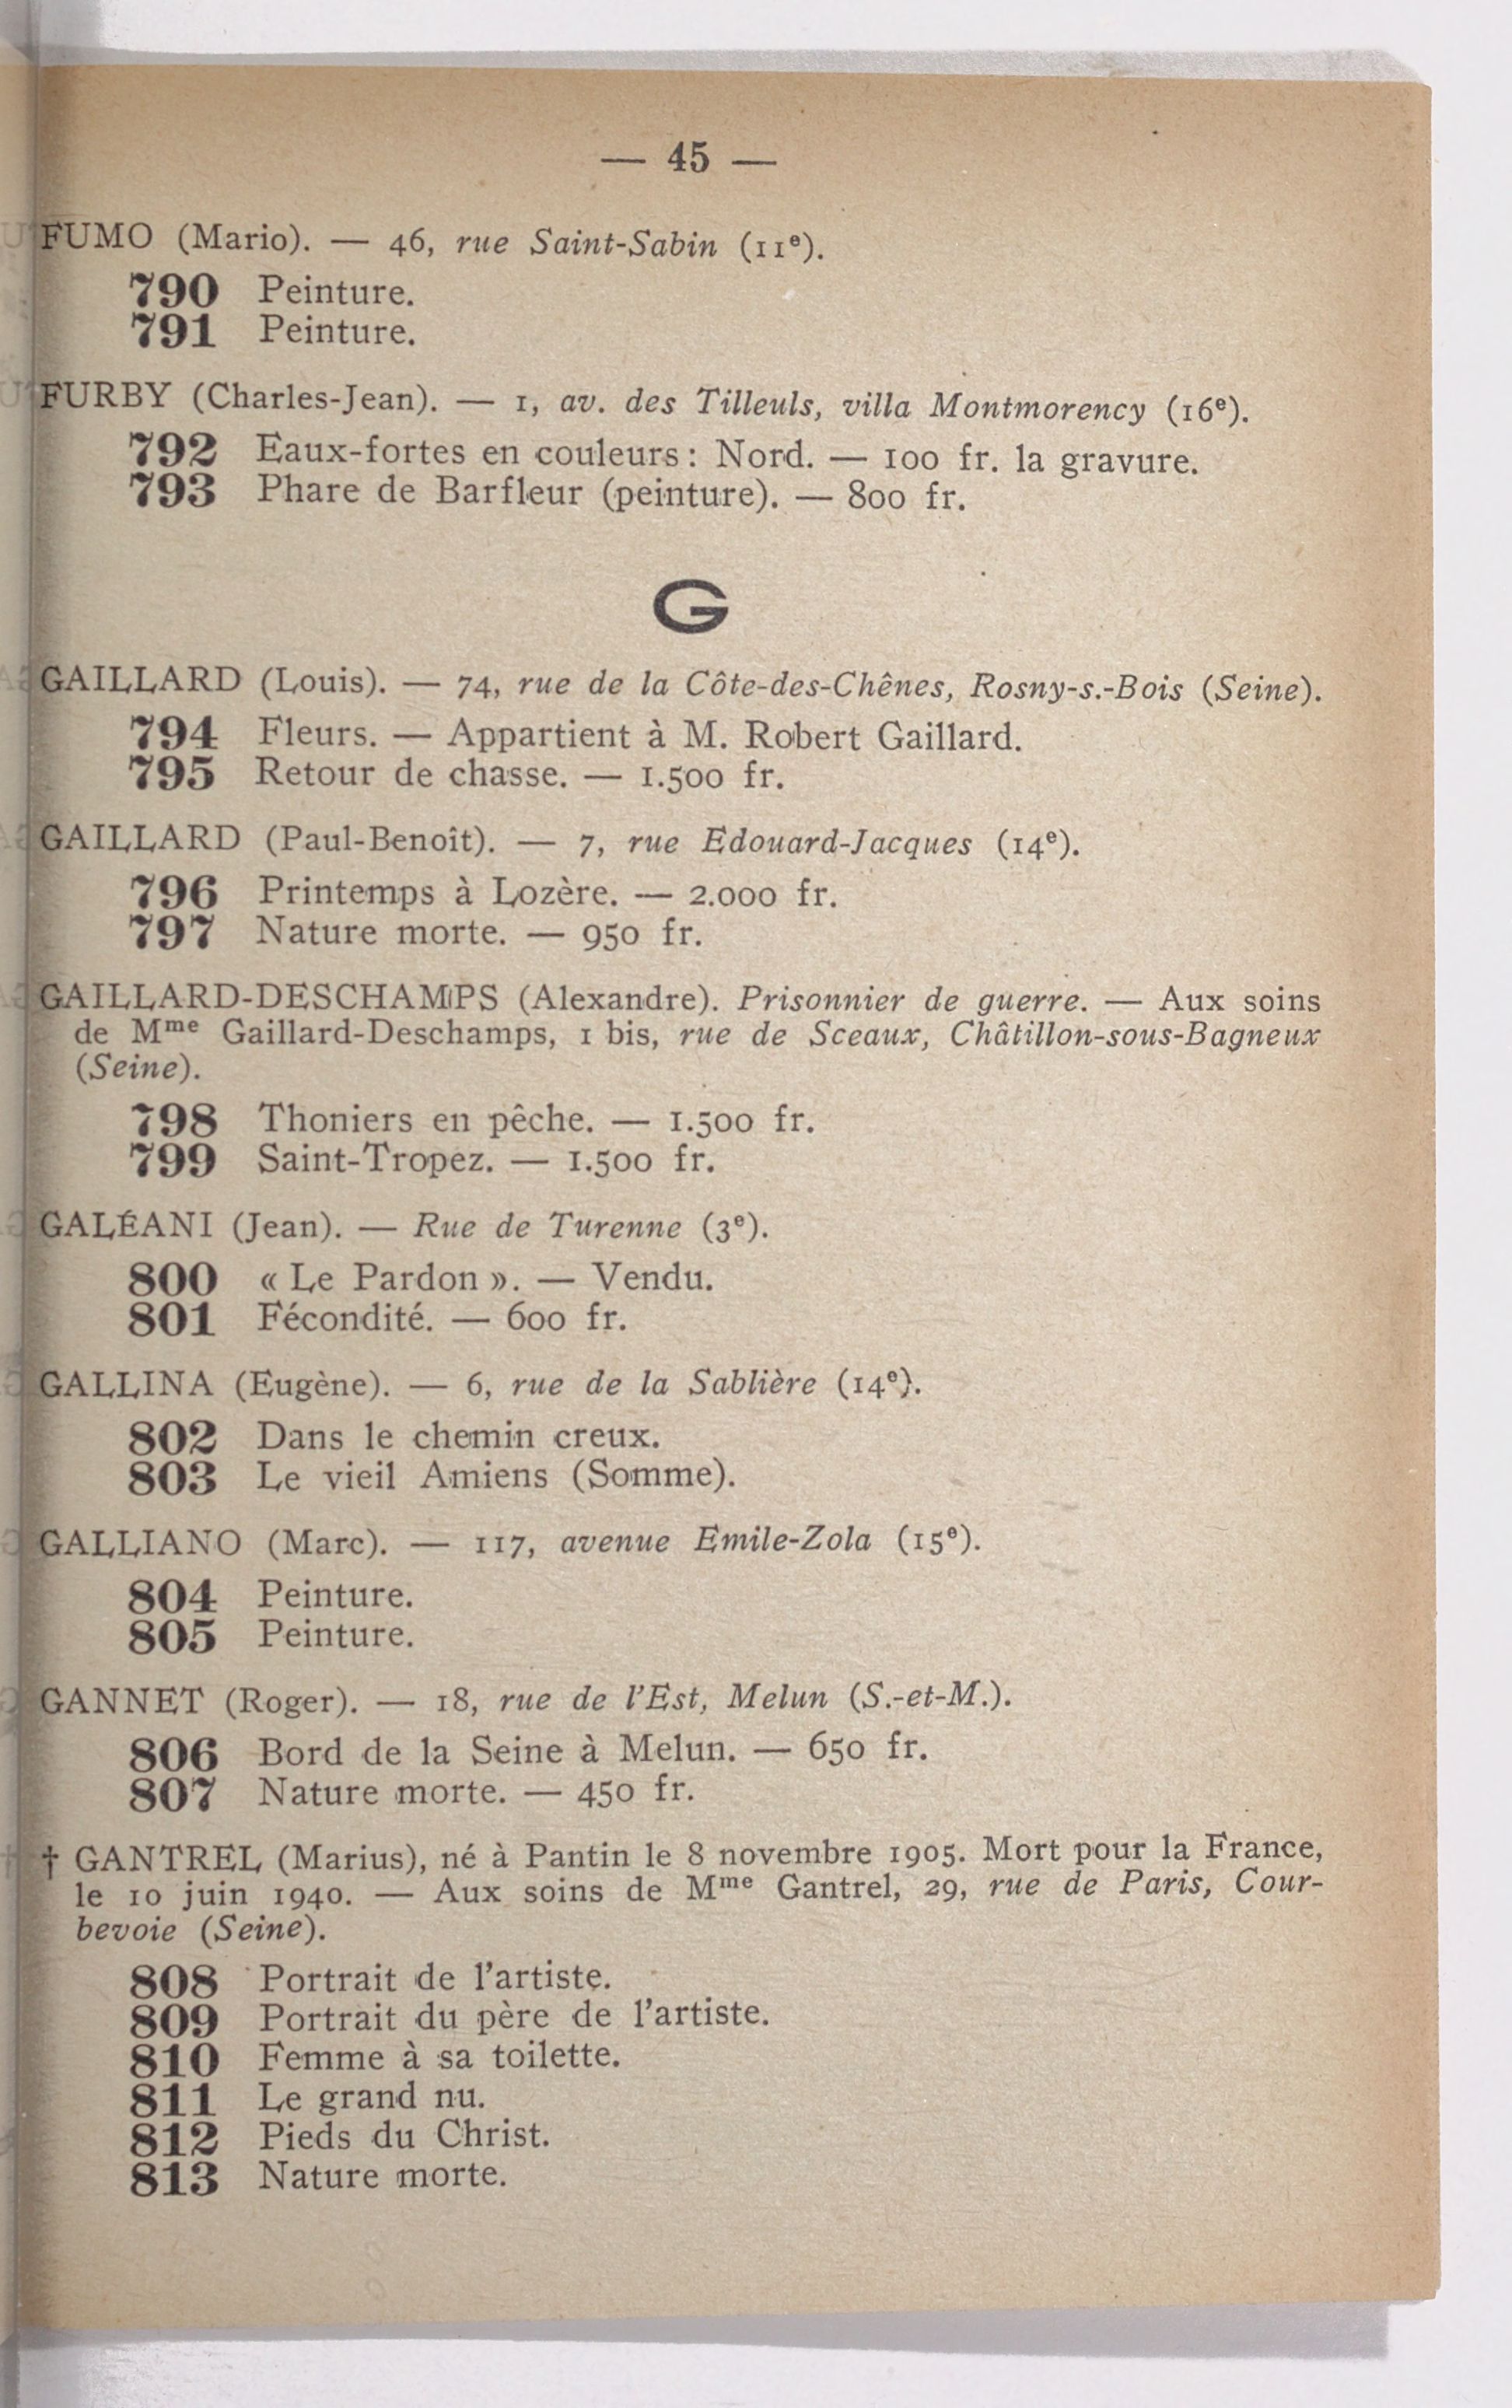 — 45 —
FUMO (Mario). — 46, rue Saint-Sabin (11e).
790 Peinture.
791 Peinture.
FURBY (Charles-Jean). — 1, av. des Tilleuls, villa Montmorency (16e).
792 Eaux-fortes en couleurs : Nord. — 100 fr. la gravure.
793 Phare de Barfleur (peinture). — 800 fr.
G
GAILLARD (Louis). — 74, rue de la Côte-des-Chênes, Rosny-s.-Bois (Seine).
794 Fleurs. — Appartient à M. Robert Gaillard.
795 Retour de chasse. — 1.500 fr.
GAILLARD (Paul-Benoît). — 7, rue Edouard-Jacques (14e).
796 Printemps à Lozère. — 2.000 fr.
797 Nature morte. — 950 fr.
GAILLARD-DESCHAMPS (Alexandre). Prisonnier de guerre. — Aux soins
de Mme Gaillard-Deschamps, 1 bis, rue de Sceaux, Châtillon-sous-Bagneux
(Seine).
798 Thoniers en pêche. — 1.500 fr.
799 Saint-Tropez. — 1.500 fr.
GALÉANI (Jean). — Rue de Turenne (3e).
800 « Le Pardon ». — Vendu.
801 Fécondité. — 600 fr.
GALLINA (Eugène). — 6, rue de la Sablière (14e).
802 Dans le chemin creux.
803 Le vieil Amiens (Somme).
GALLIANO (Marc). — 117, avenue Emile-Zola (15e).
804 Peinture.
805 Peinture.
GANNET (Roger). — 18, rue de l'Est, Melun (S.-et-M.).
806 Bord de la Seine à Melun. — 650 fr.
807 Nature morte. — 450 fr.
† GANTREL (Marius), né à Pantin le 8 novembre 1905. Mort pour la France,
le 10 juin 1940. — Aux soins de Mme Gantrel, 29, rue de Paris, Cour-
bevoie (Seine).
808 Portrait de l'artiste.
809 Portrait du père de l'artiste.
810 Femme à sa toilette.
811 Le grand nu.
812 Pieds du Christ.
813 Nature morte.